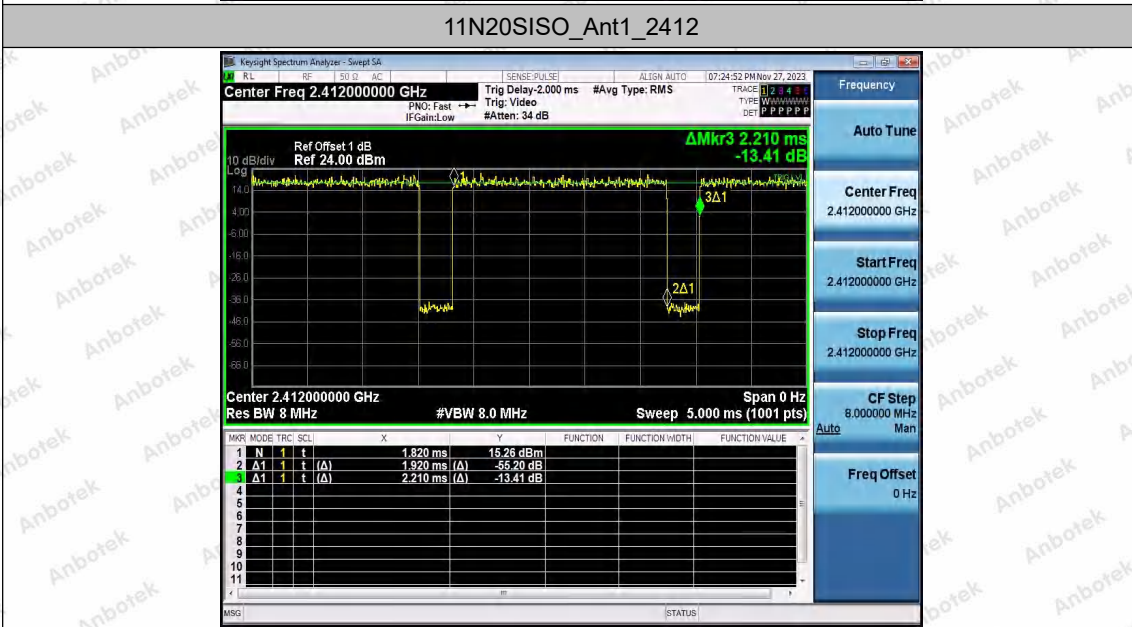 11N20SISO_Ant1_2412
Keysight Spectrum Analyzer - Swept SA
RL RF 50 Ω AC SENSE:PULSE ALIGN AUTO 07:24:52 PM Nov 27, 2023
Center Freq 2.412000000 GHz
PNO: Fast
IFGain:Low
Trig Delay-2.000 ms
Trig: Video
#Atten: 34 dB
#Avg Type: RMS
TRACE 1 2 3 4 5 6
TYPE WWWWWW
DET P P P P P P
ΔMkr3 2.210 ms
-13.41 dB
Ref Offset 1 dB
10 dB/div Ref 24.00 dBm
Log
14.0
4.00
-6.00
-16.0
-26.0
-36.0
-46.0
-56.0
-66.0
1
TRIG LVL
3Δ1
2Δ1
Center 2.412000000 GHz Span 0 Hz
Res BW 8 MHz #VBW 8.0 MHz Sweep 5.000 ms (1001 pts)
MKR MODE TRC SCL X Y FUNCTION FUNCTION WIDTH FUNCTION VALUE
1 N 1 t 1.820 ms 15.26 dBm
2 Δ1 1 t (Δ) 1.920 ms (Δ) -55.20 dB
3 Δ1 1 t (Δ) 2.210 ms (Δ) -13.41 dB
4
5
6
7
8
9
10
11
MSG STATUS
Frequency
Auto Tune
Center Freq
2.412000000 GHz
Start Freq
2.412000000 GHz
Stop Freq
2.412000000 GHz
CF Step
8.000000 MHz
Auto Man
Freq Offset
0 Hz
Anbotek